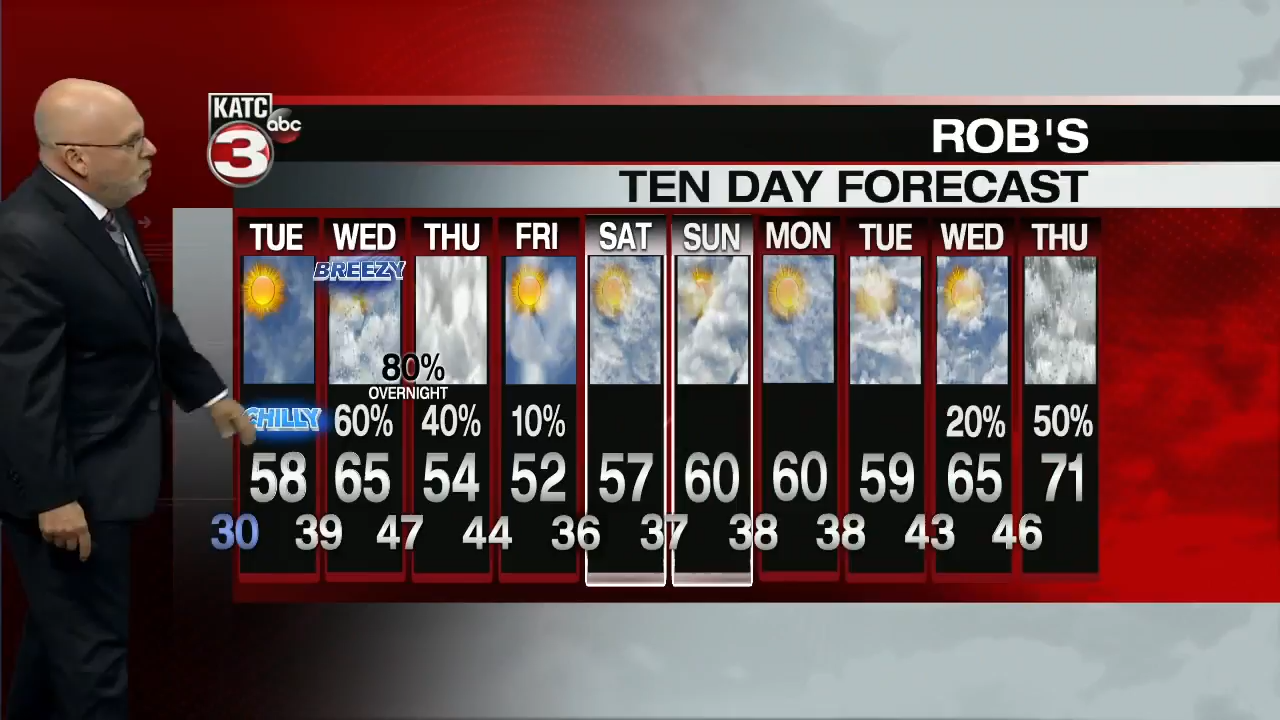 KATC
abc
3
ROB'S
TEN DAY FORECAST
TUE WED THU FRI SAT SUN MON TUE WED THU
BREEZY
80%
OVERNIGHT
CHILLY 60% 40% 10% 20% 50%
58 65 54 52 57 60 60 59 65 71
30 39 47 44 36 37 38 38 43 46